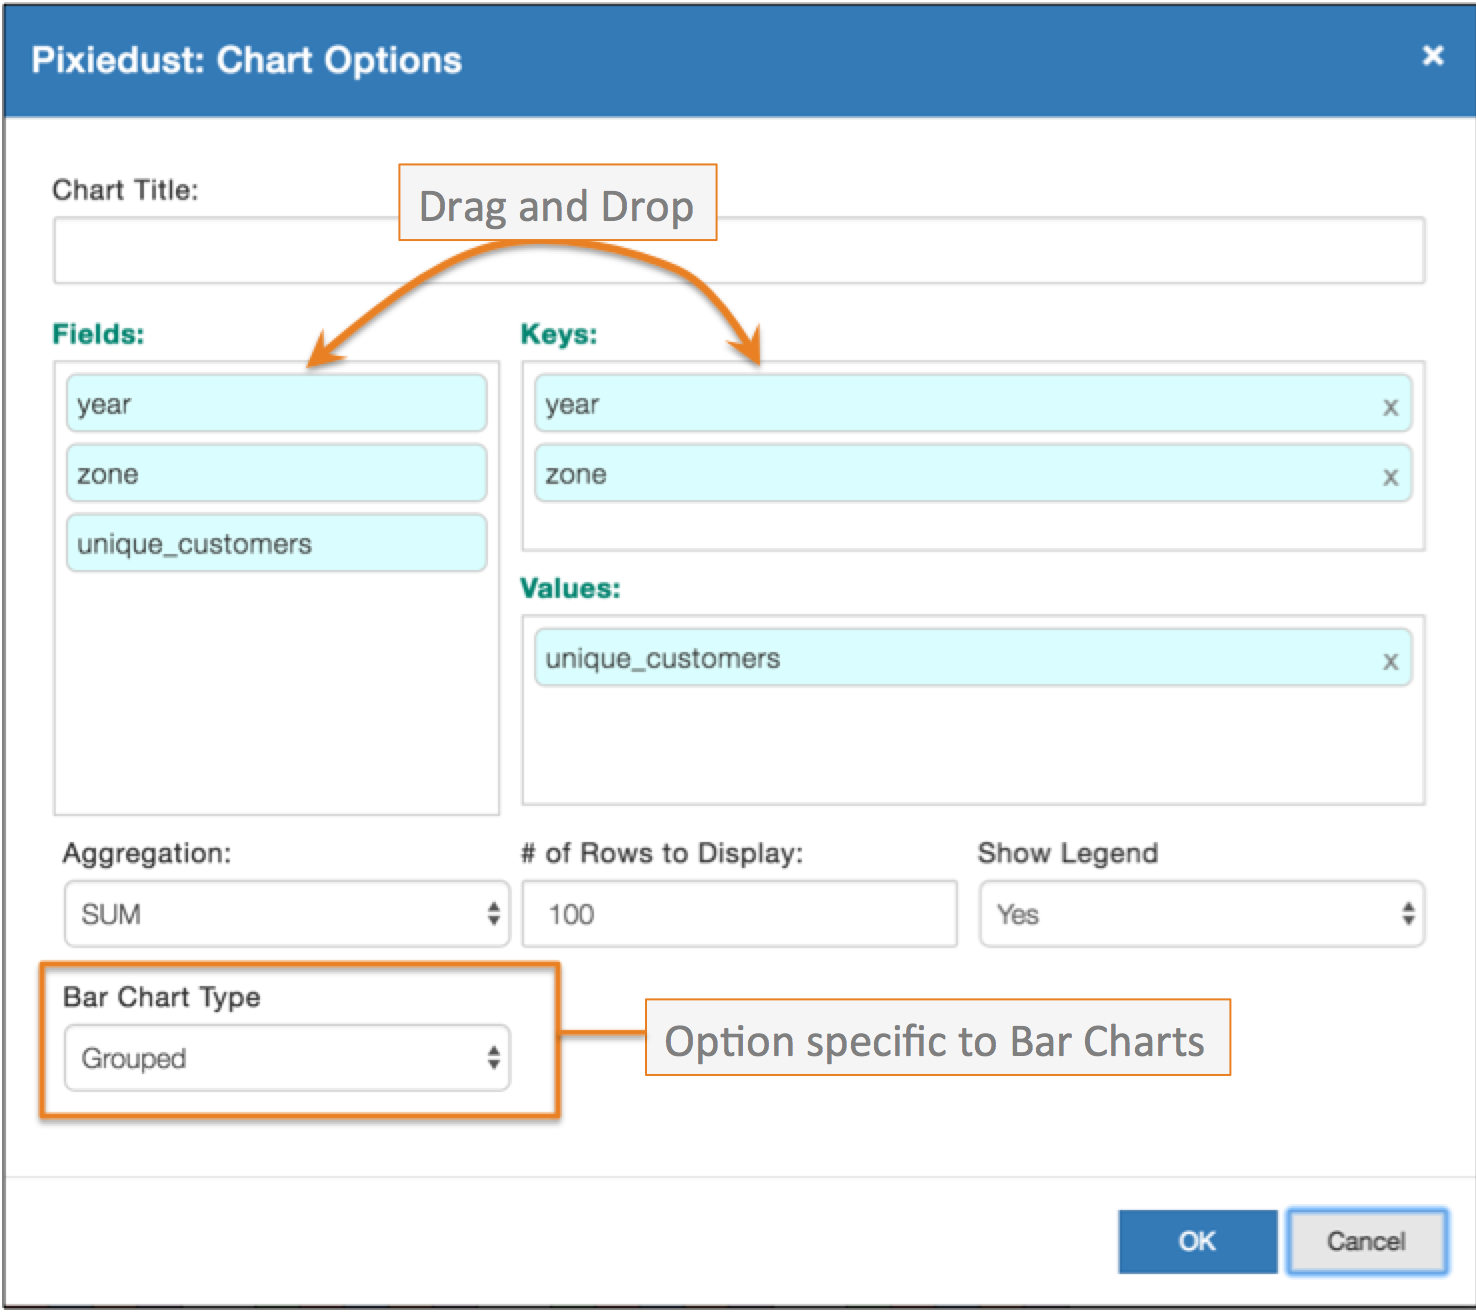 Pixiedust: Chart Options
×
Chart Title:
Drag and Drop
Fields:
Keys:
year
zone
unique_customers
year x
zone x
Values:
unique_customers x
Aggregation:
# of Rows to Display:
Show Legend
SUM
100
Yes
Bar Chart Type
Grouped
Option specific to Bar Charts
OK
Cancel